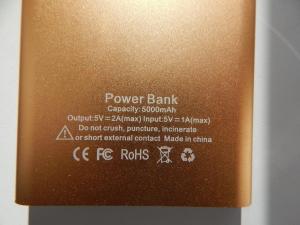 Power Bank
Capacity:5000mAh
Output:5V=2A(max) Input:5V=1A(max)
Do not crush, puncture, incinerate
or short external contact Made in china
CE FC RoHS